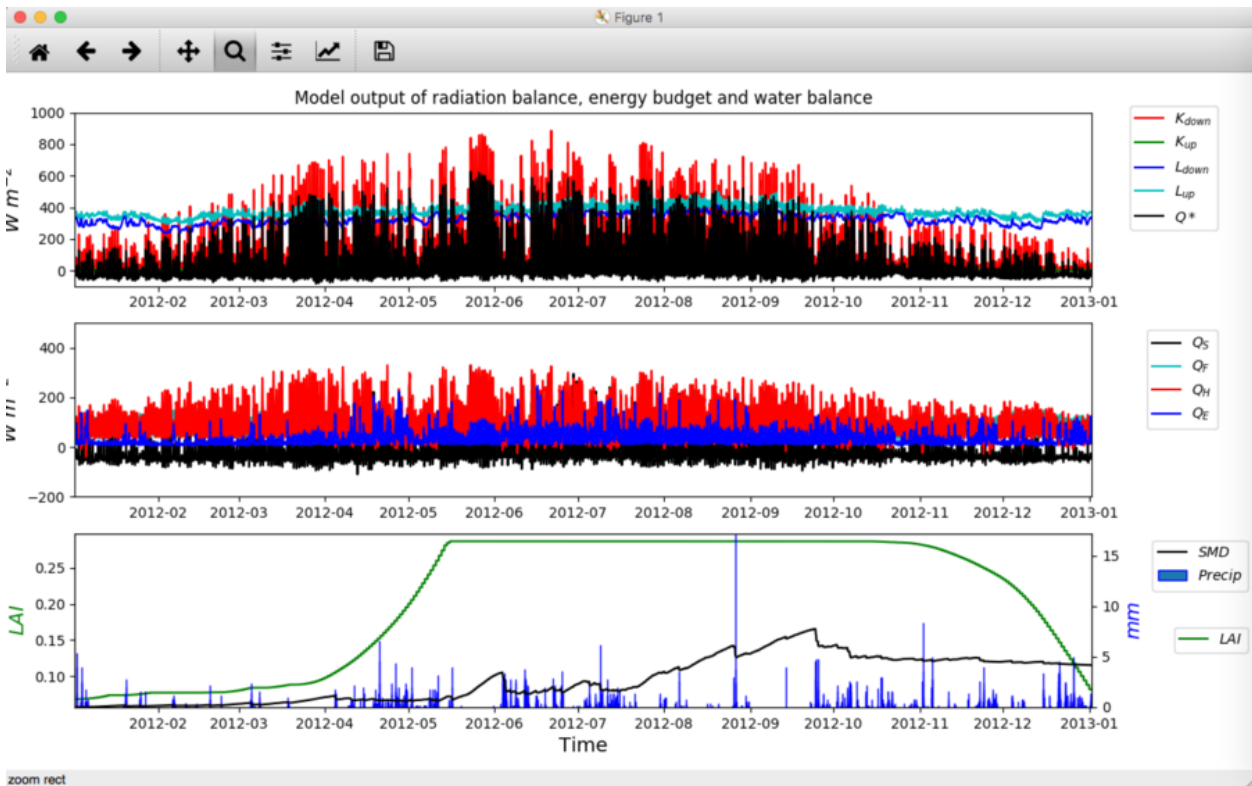 Figure 1
Model output of radiation balance, energy budget and water balance
W m⁻²
1000
800
600
400
200
0
2012-02 2012-03 2012-04 2012-05 2012-06 2012-07 2012-08 2012-09 2012-10 2012-11 2012-12 2013-01
K_down
K_up
L_down
L_up
Q*
400
200
0
−200
2012-02 2012-03 2012-04 2012-05 2012-06 2012-07 2012-08 2012-09 2012-10 2012-11 2012-12 2013-01
Q_S
Q_F
Q_H
Q_E
LAI
0.25
0.20
0.15
0.10
15
10
5
0
mm
2012-02 2012-03 2012-04 2012-05 2012-06 2012-07 2012-08 2012-09 2012-10 2012-11 2012-12 2013-01
Time
SMD
Precip
LAI
zoom rect